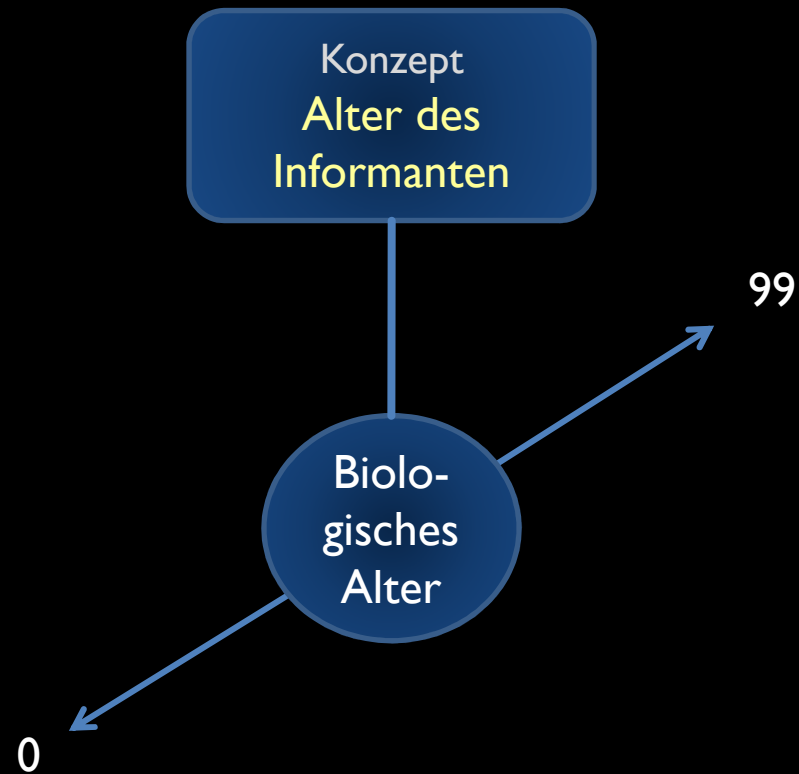 Konzept
Alter des
Informanten
99
Biolo-
gisches
Alter
0